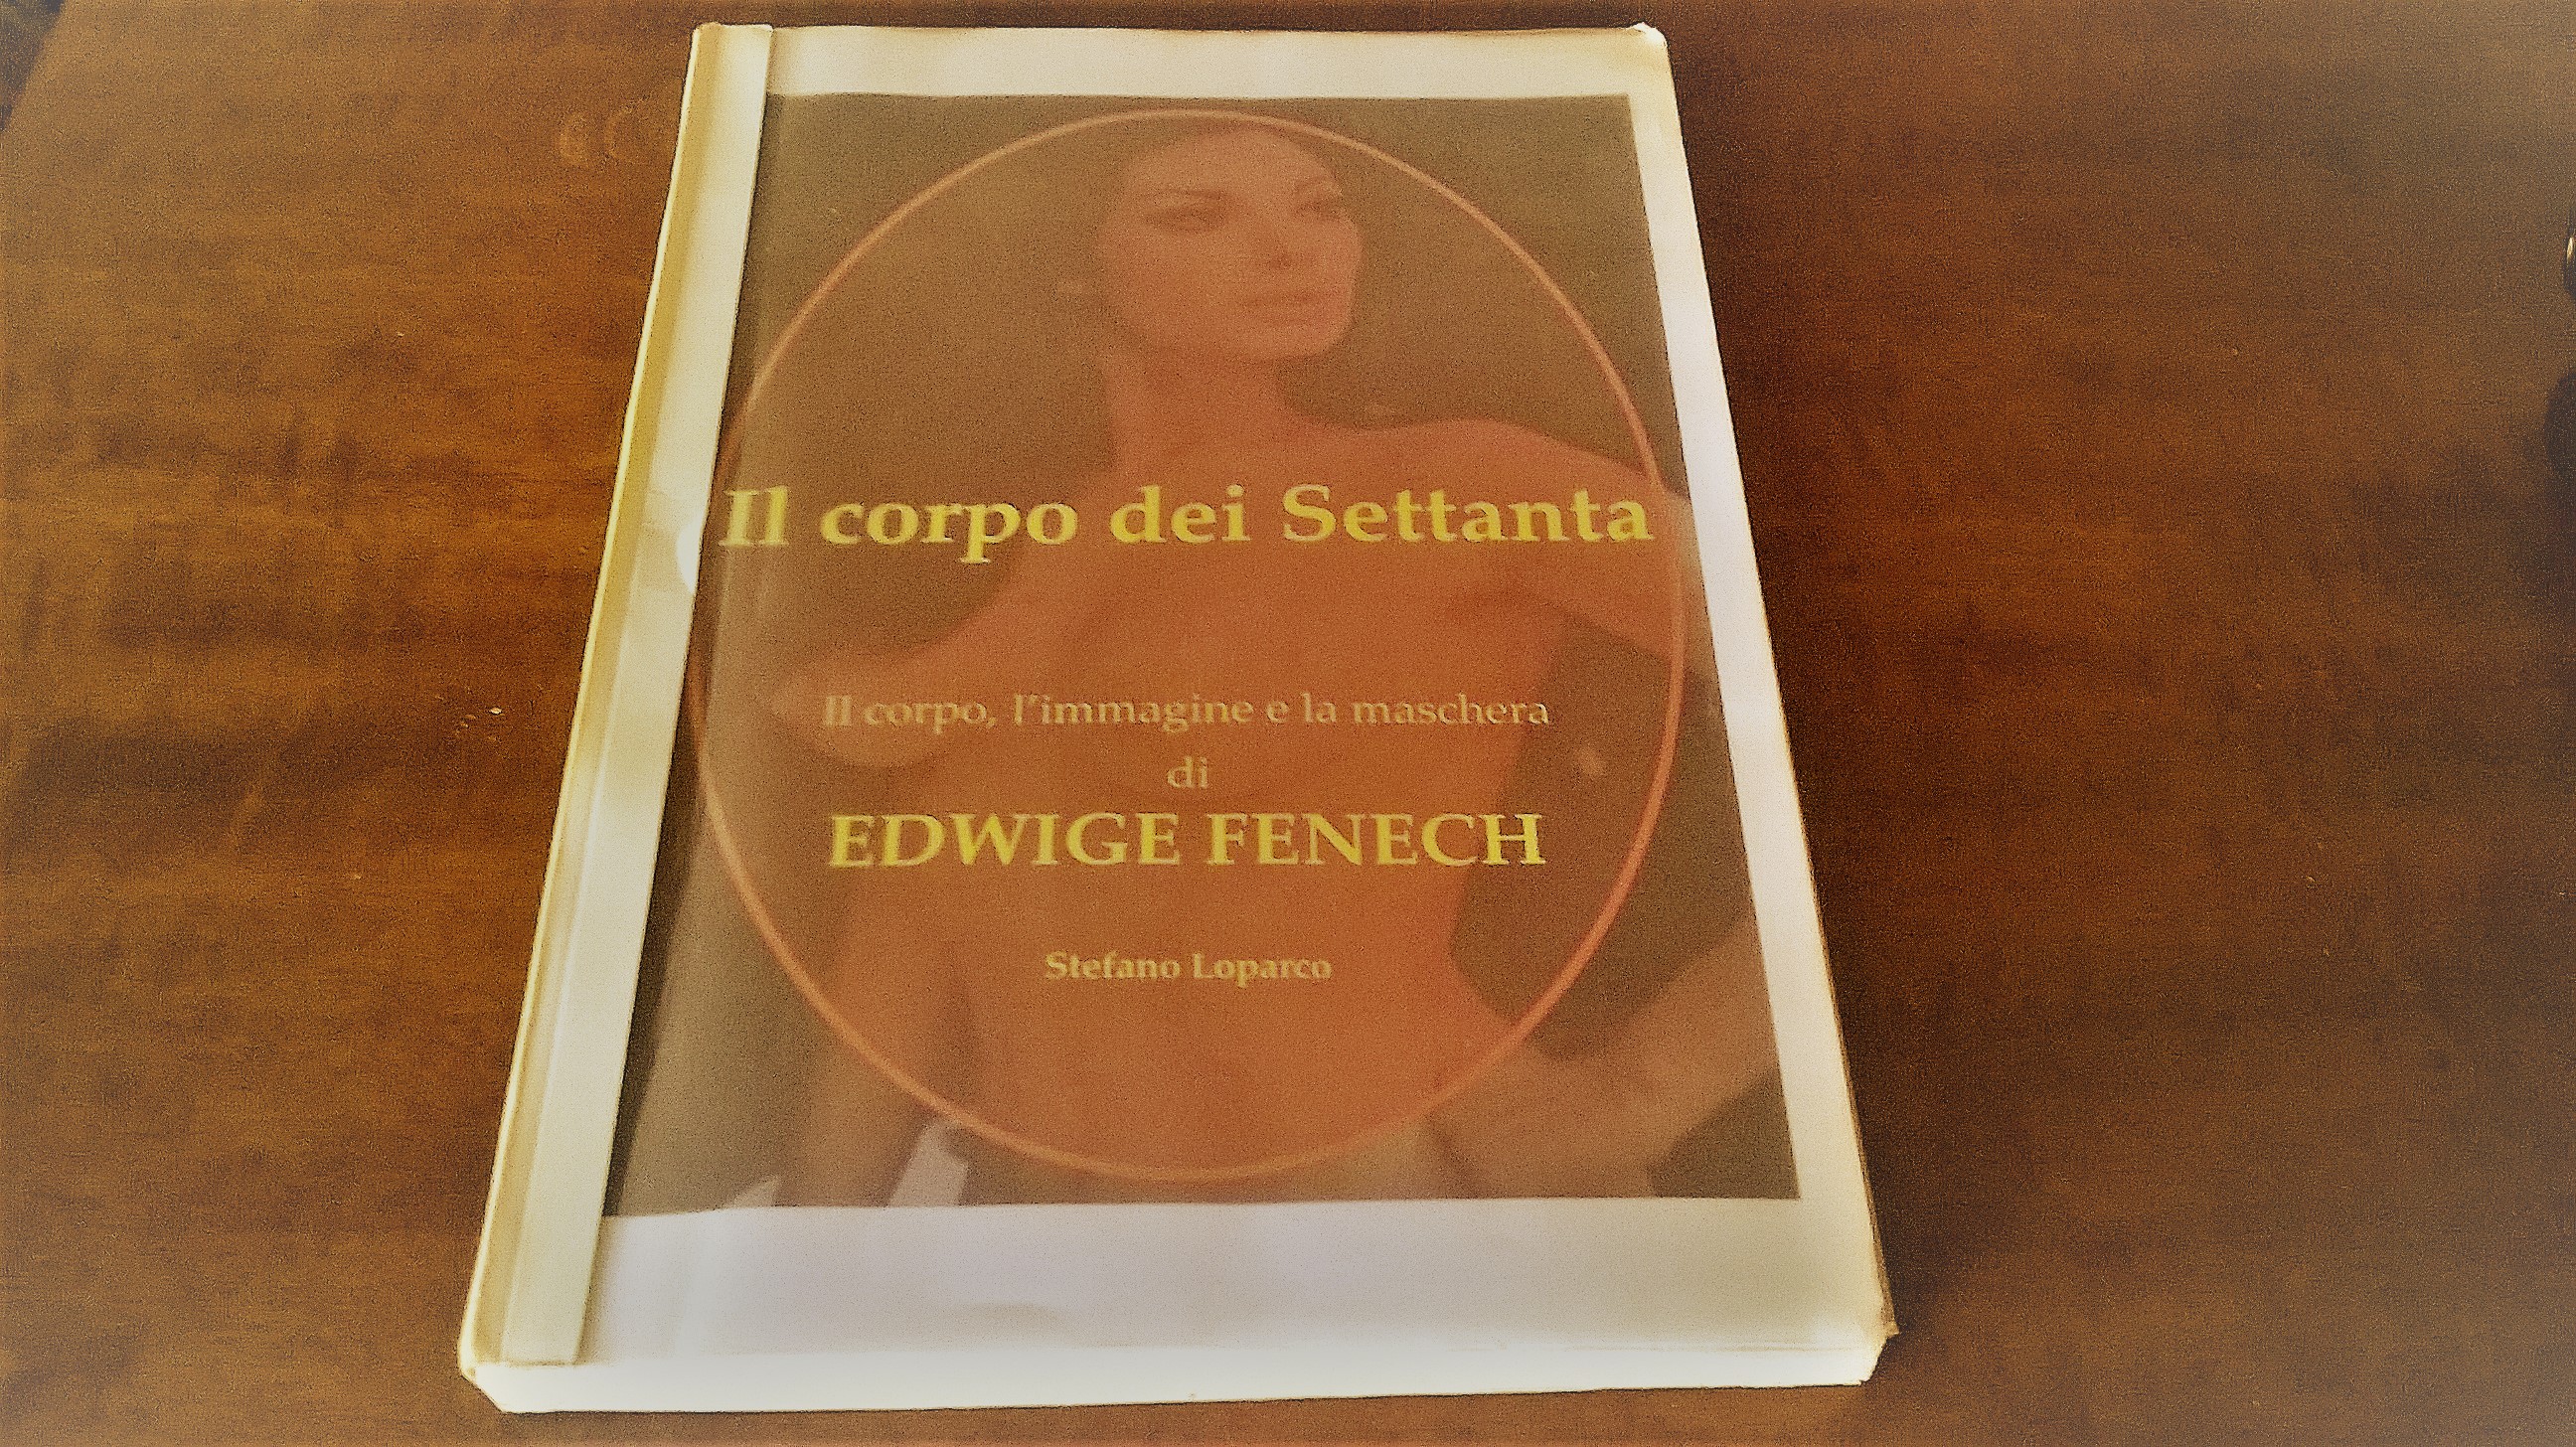 Il corpo dei Settanta
Il corpo, l'immagine e la maschera
di
EDWIGE FENECH
Stefano Loparco